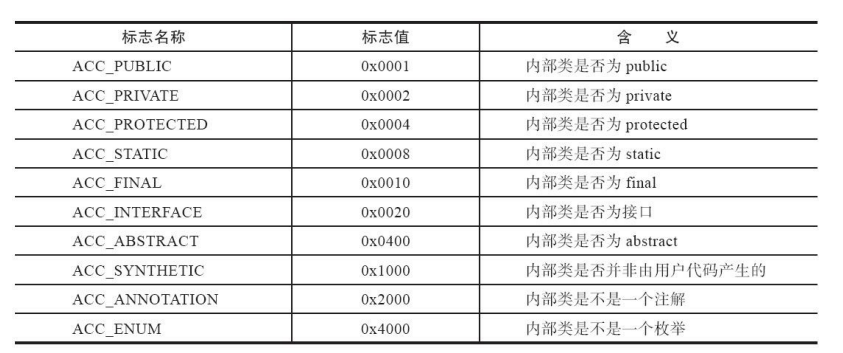 标志名称 标志值 含 义
ACC_PUBLIC 0x0001 内部类是否为 public
ACC_PRIVATE 0x0002 内部类是否为 private
ACC_PROTECTED 0x0004 内部类是否为 protected
ACC_STATIC 0x0008 内部类是否为 static
ACC_FINAL 0x0010 内部类是否为 final
ACC_INTERFACE 0x0020 内部类是否为接口
ACC_ABSTRACT 0x0400 内部类是否为 abstract
ACC_SYNTHETIC 0x1000 内部类是否并非由用户代码产生的
ACC_ANNOTATION 0x2000 内部类是不是一个注解
ACC_ENUM 0x4000 内部类是不是一个枚举